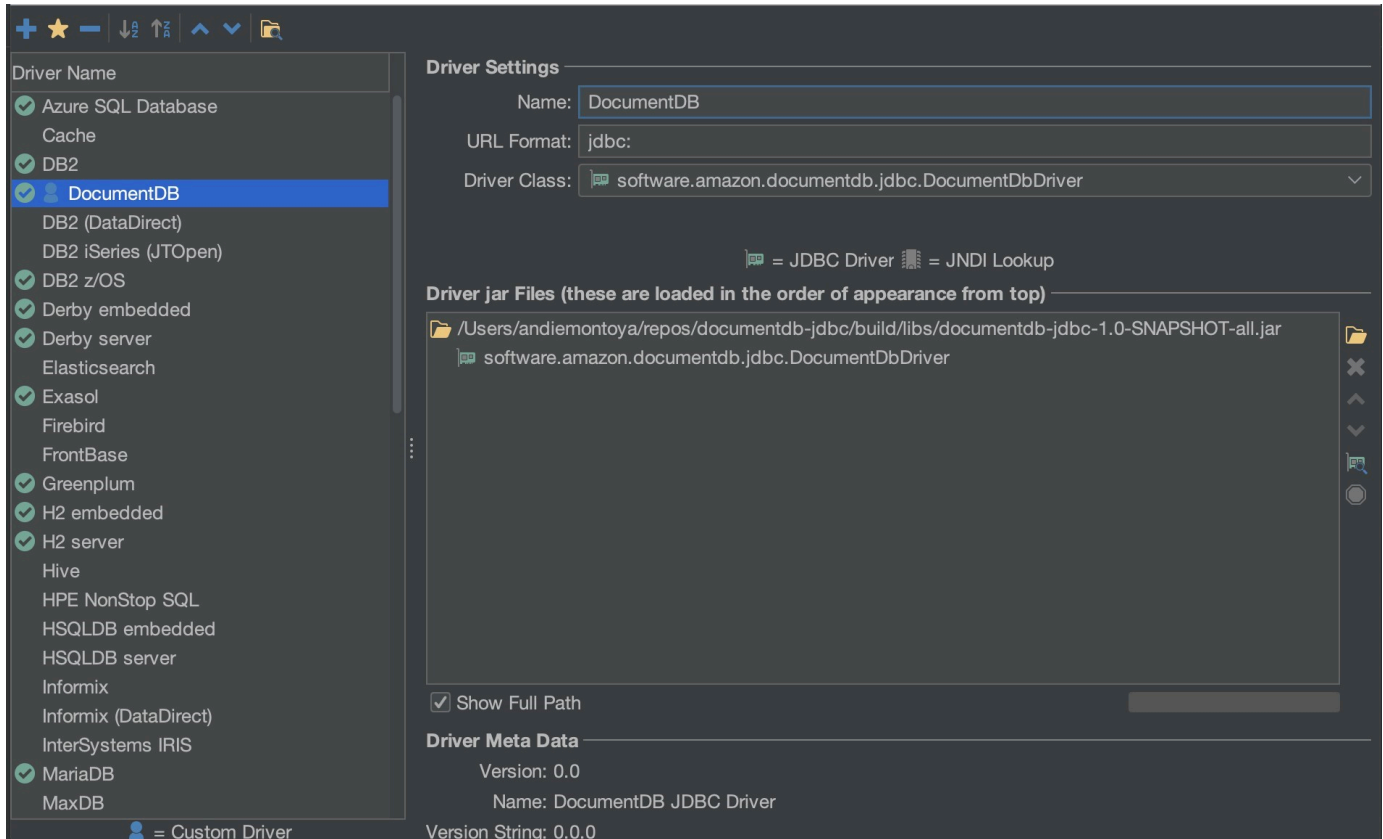 Driver Name
Azure SQL Database
Cache
DB2
DocumentDB
DB2 (DataDirect)
DB2 iSeries (JTOpen)
DB2 z/OS
Derby embedded
Derby server
Elasticsearch
Exasol
Firebird
FrontBase
Greenplum
H2 embedded
H2 server
Hive
HPE NonStop SQL
HSQLDB embedded
HSQLDB server
Informix
Informix (DataDirect)
InterSystems IRIS
MariaDB
MaxDB
= Custom Driver
Driver Settings
Name: DocumentDB
URL Format: jdbc:
Driver Class: software.amazon.documentdb.jdbc.DocumentDbDriver
= JDBC Driver = JNDI Lookup
Driver jar Files (these are loaded in the order of appearance from top)
/Users/andiemontoya/repos/documentdb-jdbc/build/libs/documentdb-jdbc-1.0-SNAPSHOT-all.jar
software.amazon.documentdb.jdbc.DocumentDbDriver
Show Full Path
Driver Meta Data
Version: 0.0
Name: DocumentDB JDBC Driver
Version String: 0.0.0